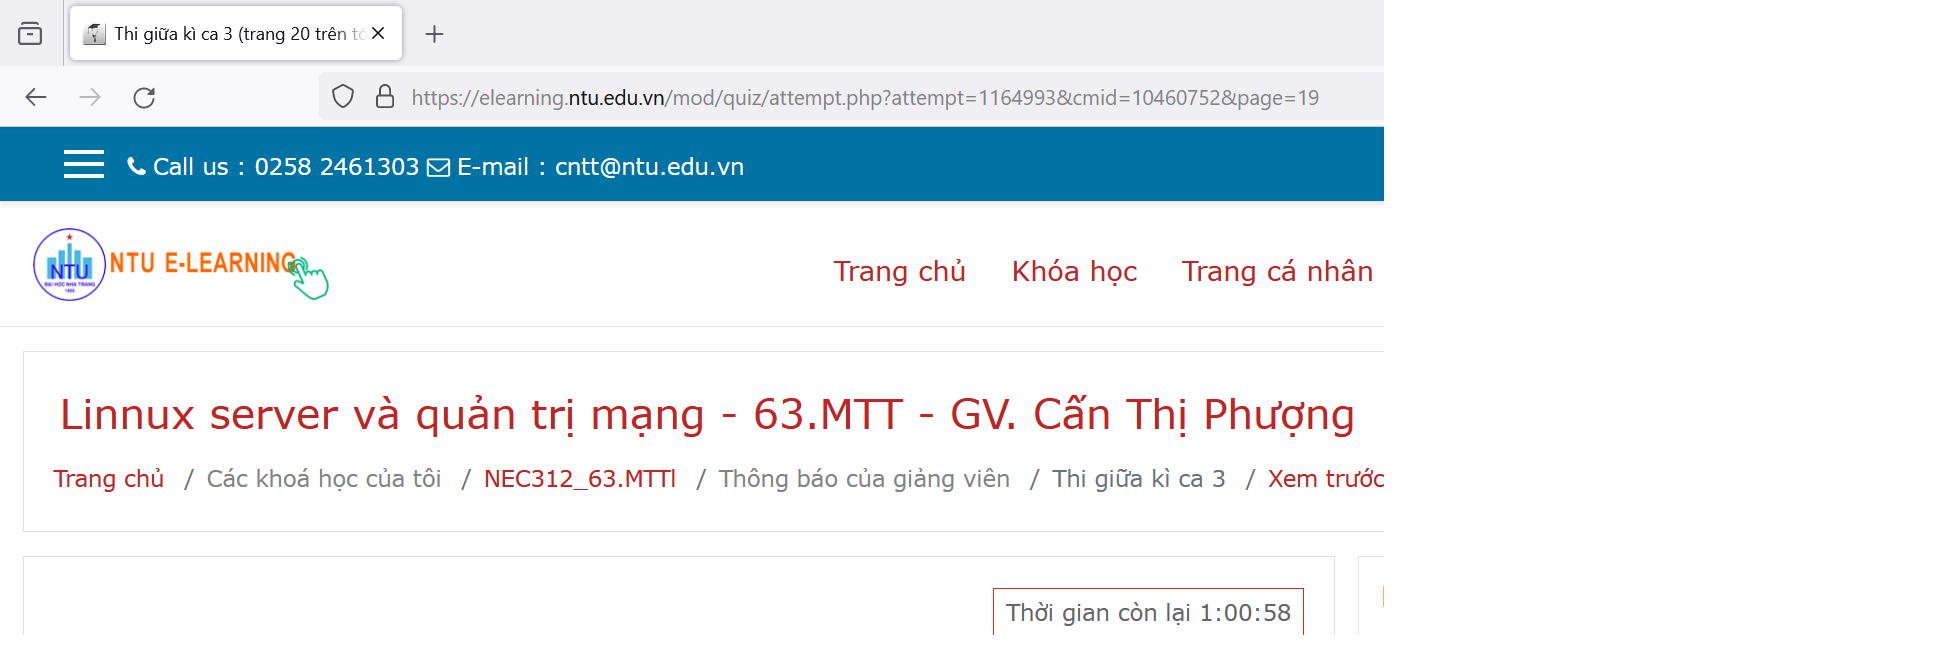 Thi giữa kì ca 3 (trang 20 trên tổ
https://elearning.ntu.edu.vn/mod/quiz/attempt.php?attempt=1164993&cmid=10460752&page=19
Call us : 0258 2461303 E-mail : cntt@ntu.edu.vn
NTU
ĐẠI HỌC NHA TRANG
1959
NTU E-LEARNING
Trang chủ Khóa học Trang cá nhân
Linnux server và quản trị mạng - 63.MTT - GV. Cấn Thị Phượng
Trang chủ / Các khoá học của tôi / NEC312_63.MTTl / Thông báo của giảng viên / Thi giữa kì ca 3 / Xem trước
Thời gian còn lại 1:00:58